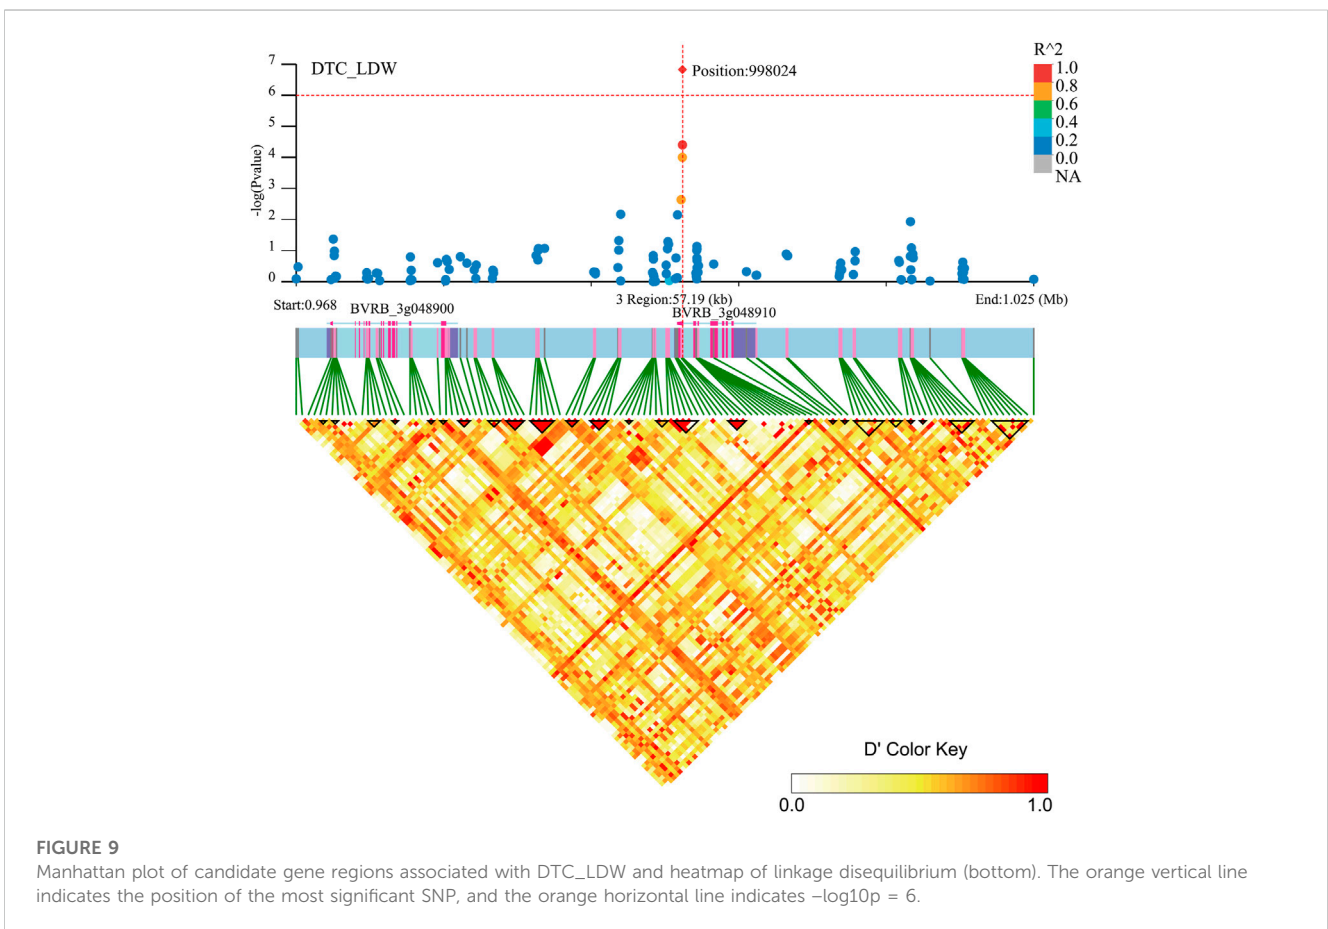 DTC_LDW
Position:998024
-log(Pvalue)
7
6
5
4
3
2
1
0
R^2
1.0
0.8
0.6
0.4
0.2
0.0
NA
Start:0.968
3 Region:57.19 (kb)
End:1.025 (Mb)
BVRB_3g048900
BVRB_3g048910
D' Color Key
0.0
1.0
FIGURE 9
Manhattan plot of candidate gene regions associated with DTC_LDW and heatmap of linkage disequilibrium (bottom). The orange vertical line
indicates the position of the most significant SNP, and the orange horizontal line indicates –log10p = 6.